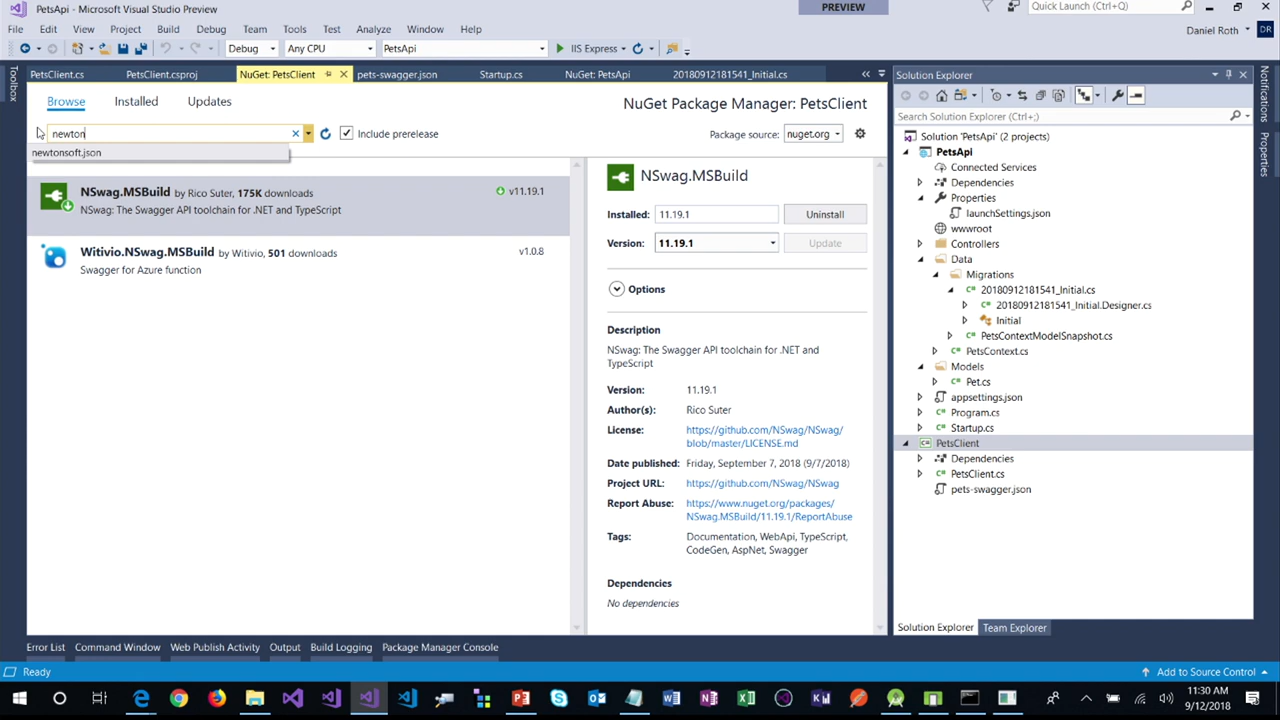 PetsApi - Microsoft Visual Studio Preview
PREVIEW
Quick Launch (Ctrl+Q)
File Edit View Project Build Debug Team Tools Test Analyze Window Help
Daniel Roth
DR
Debug Any CPU PetsApi IIS Express
Toolbox
PetsClient.cs PetsClient.csproj NuGet: PetsClient pets-swagger.json Startup.cs NuGet: PetsApi 20180912181541_Initial.cs
Browse Installed Updates
NuGet Package Manager: PetsClient
newton
Include prerelease
Package source: nuget.org
newtonsoft.json
NSwag.MSBuild by Rico Suter, 175K downloads
v11.19.1
NSwag: The Swagger API toolchain for .NET and TypeScript
Witivio.NSwag.MSBuild by Witivio, 501 downloads
v1.0.8
Swagger for Azure function
NSwag.MSBuild
Installed: 11.19.1 Uninstall
Version: 11.19.1 Update
Options
Description
NSwag: The Swagger API toolchain for .NET and
TypeScript
Version: 11.19.1
Author(s): Rico Suter
License: https://github.com/NSwag/NSwag/
blob/master/LICENSE.md
Date published: Friday, September 7, 2018 (9/7/2018)
Project URL: https://github.com/NSwag/NSwag
Report Abuse: https://www.nuget.org/packages/
NSwag.MSBuild/11.19.1/ReportAbuse
Tags: Documentation, WebApi, TypeScript,
CodeGen, AspNet, Swagger
Dependencies
No dependencies
Solution Explorer
Search Solution Explorer (Ctrl+;)
Solution 'PetsApi' (2 projects)
PetsApi
Connected Services
Dependencies
Properties
launchSettings.json
wwwroot
Controllers
Data
Migrations
20180912181541_Initial.cs
20180912181541_Initial.Designer.cs
Initial
PetsContextModelSnapshot.cs
PetsContext.cs
Models
Pet.cs
appsettings.json
Program.cs
Startup.cs
PetsClient
Dependencies
PetsClient.cs
pets-swagger.json
Solution Explorer Team Explorer
Notifications
Properties
Error List Command Window Web Publish Activity Output Build Logging Package Manager Console
Ready
Add to Source Control
11:30 AM
9/12/2018